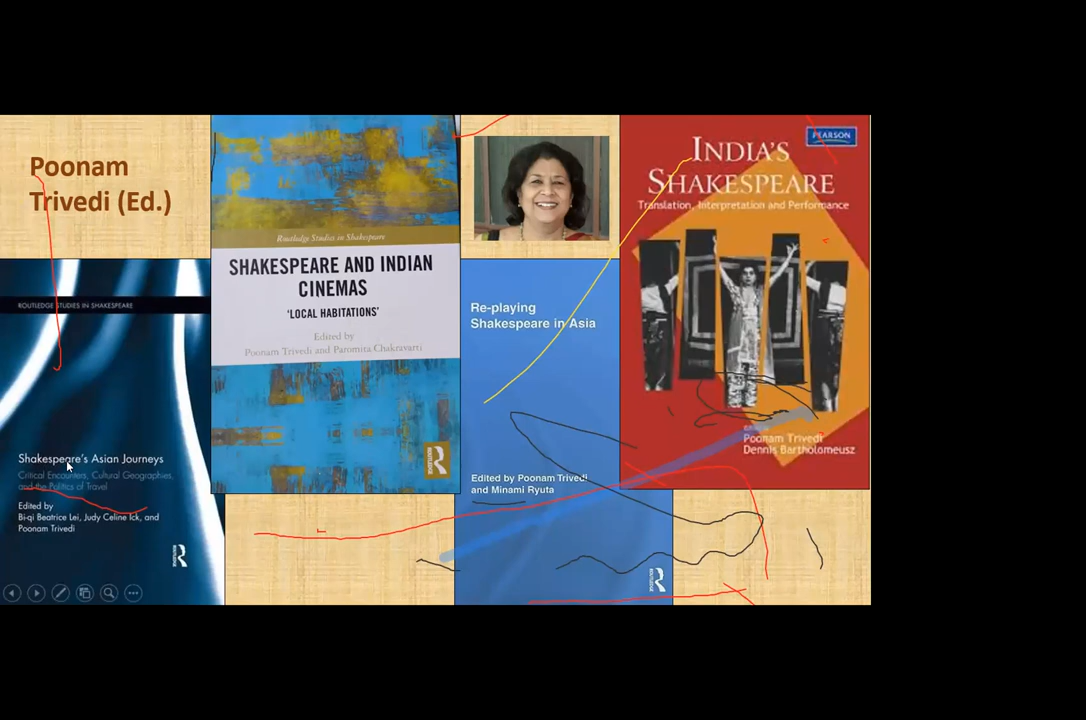 Poonam
Trivedi (Ed.)
ROUTLEDGE STUDIES IN SHAKESPEARE
Shakespeare's Asian Journeys
Critical Encounters, Cultural Geographies,
and the Politics of Travel
Edited by
Bi-qi Beatrice Lei, Judy Celine Ick, and
Poonam Trivedi
Routledge Studies in Shakespeare
SHAKESPEARE AND INDIAN
CINEMAS
'LOCAL HABITATIONS'
Edited by
Poonam Trivedi and Paromita Chakravarti
ROUTLEDGE
Re-playing
Shakespeare in Asia
Edited by Poonam Trivedi
and Minami Ryuta
PEARSON
INDIA'S
SHAKESPEARE
Translation, Interpretation and Performance
Poonam Trivedi
Dennis Bartholomeusz